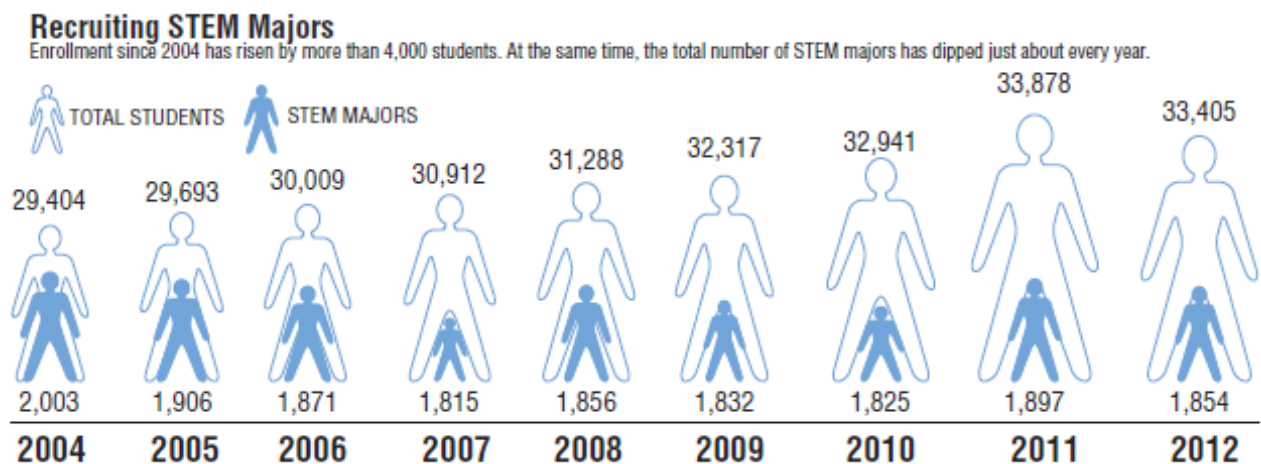 Recruiting STEM Majors
Enrollment since 2004 has risen by more than 4,000 students. At the same time, the total number of STEM majors has dipped just about every year.
TOTAL STUDENTS STEM MAJORS
29,404 29,693 30,009 30,912 31,288 32,317 32,941 33,878 33,405
2,003 1,906 1,871 1,815 1,856 1,832 1,825 1,897 1,854
2004 2005 2006 2007 2008 2009 2010 2011 2012